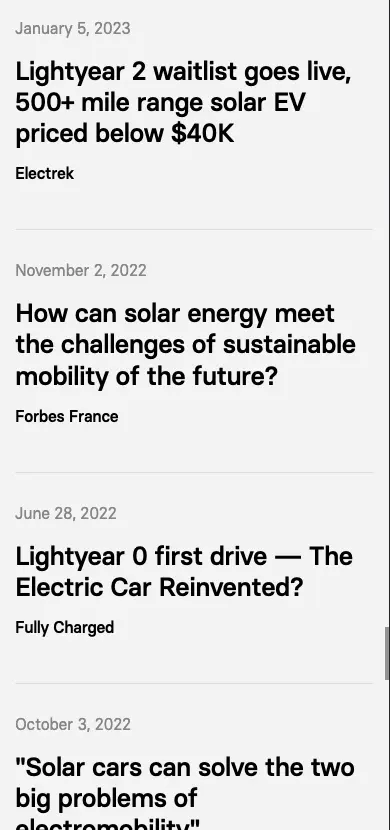 January 5, 2023
Lightyear 2 waitlist goes live,
500+ mile range solar EV
priced below $40K
Electrek
November 2, 2022
How can solar energy meet
the challenges of sustainable
mobility of the future?
Forbes France
June 28, 2022
Lightyear 0 first drive — The
Electric Car Reinvented?
Fully Charged
October 3, 2022
"Solar cars can solve the two
big problems of
electromobility"